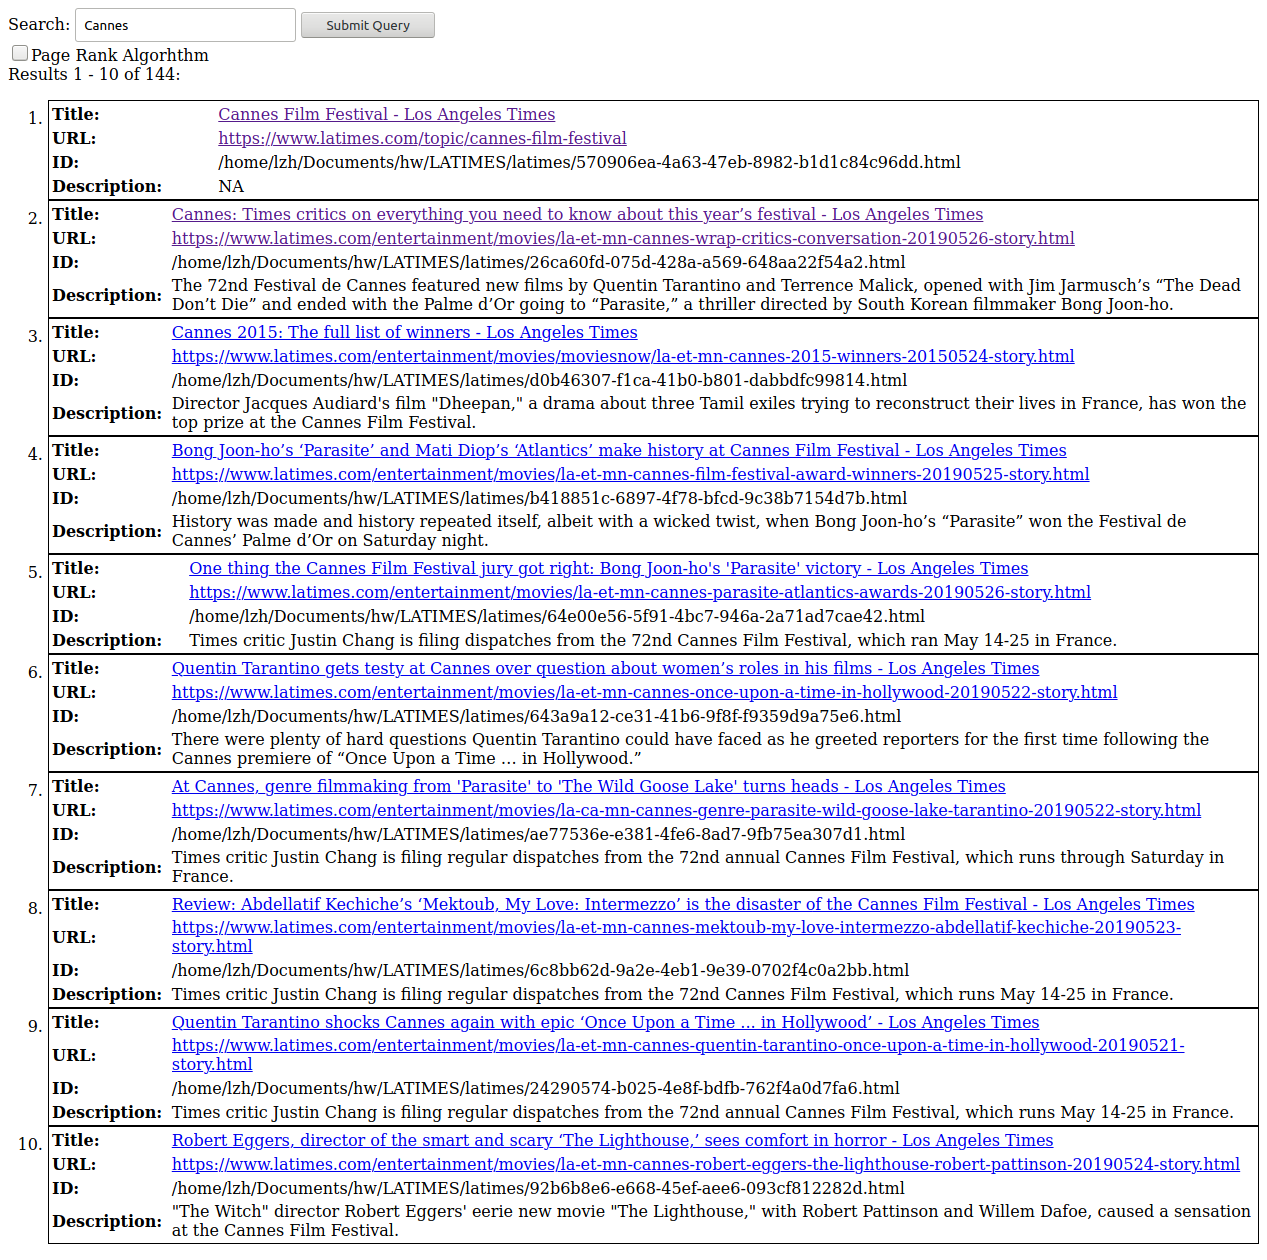 Search: Cannes Submit Query
Page Rank Algorhthm
Results 1 - 10 of 144:
1. Title: Cannes Film Festival - Los Angeles Times
URL: https://www.latimes.com/topic/cannes-film-festival
ID: /home/lzh/Documents/hw/LATIMES/latimes/570906ea-4a63-47eb-8982-b1d1c84c96dd.html
Description: NA
2. Title: Cannes: Times critics on everything you need to know about this year’s festival - Los Angeles Times
URL: https://www.latimes.com/entertainment/movies/la-et-mn-cannes-wrap-critics-conversation-20190526-story.html
ID: /home/lzh/Documents/hw/LATIMES/latimes/26ca60fd-075d-428a-a569-648aa22f54a2.html
Description: The 72nd Festival de Cannes featured new films by Quentin Tarantino and Terrence Malick, opened with Jim Jarmusch’s “The Dead
Don’t Die” and ended with the Palme d’Or going to “Parasite,” a thriller directed by South Korean filmmaker Bong Joon-ho.
3. Title: Cannes 2015: The full list of winners - Los Angeles Times
URL: https://www.latimes.com/entertainment/movies/moviesnow/la-et-mn-cannes-2015-winners-20150524-story.html
ID: /home/lzh/Documents/hw/LATIMES/latimes/d0b46307-f1ca-41b0-b801-dabbdfc99814.html
Description: Director Jacques Audiard's film "Dheepan," a drama about three Tamil exiles trying to reconstruct their lives in France, has won the
top prize at the Cannes Film Festival.
4. Title: Bong Joon-ho’s ‘Parasite’ and Mati Diop’s ‘Atlantics’ make history at Cannes Film Festival - Los Angeles Times
URL: https://www.latimes.com/entertainment/movies/la-et-mn-cannes-film-festival-award-winners-20190525-story.html
ID: /home/lzh/Documents/hw/LATIMES/latimes/b418851c-6897-4f78-bfcd-9c38b7154d7b.html
Description: History was made and history repeated itself, albeit with a wicked twist, when Bong Joon-ho’s “Parasite” won the Festival de
Cannes’ Palme d’Or on Saturday night.
5. Title: One thing the Cannes Film Festival jury got right: Bong Joon-ho's 'Parasite' victory - Los Angeles Times
URL: https://www.latimes.com/entertainment/movies/la-et-mn-cannes-parasite-atlantics-awards-20190526-story.html
ID: /home/lzh/Documents/hw/LATIMES/latimes/64e00e56-5f91-4bc7-946a-2a71ad7cae42.html
Description: Times critic Justin Chang is filing dispatches from the 72nd Cannes Film Festival, which ran May 14-25 in France.
6. Title: Quentin Tarantino gets testy at Cannes over question about women’s roles in his films - Los Angeles Times
URL: https://www.latimes.com/entertainment/movies/la-et-mn-cannes-once-upon-a-time-in-hollywood-20190522-story.html
ID: /home/lzh/Documents/hw/LATIMES/latimes/643a9a12-ce31-41b6-9f8f-f9359d9a75e6.html
Description: There were plenty of hard questions Quentin Tarantino could have faced as he greeted reporters for the first time following the
Cannes premiere of “Once Upon a Time … in Hollywood.”
7. Title: At Cannes, genre filmmaking from 'Parasite' to 'The Wild Goose Lake' turns heads - Los Angeles Times
URL: https://www.latimes.com/entertainment/movies/la-ca-mn-cannes-genre-parasite-wild-goose-lake-tarantino-20190522-story.html
ID: /home/lzh/Documents/hw/LATIMES/latimes/ae77536e-e381-4fe6-8ad7-9fb75ea307d1.html
Description: Times critic Justin Chang is filing regular dispatches from the 72nd annual Cannes Film Festival, which runs through Saturday in
France.
8. Title: Review: Abdellatif Kechiche’s ‘Mektoub, My Love: Intermezzo’ is the disaster of the Cannes Film Festival - Los Angeles Times
URL: https://www.latimes.com/entertainment/movies/la-et-mn-cannes-mektoub-my-love-intermezzo-abdellatif-kechiche-20190523-
story.html
ID: /home/lzh/Documents/hw/LATIMES/latimes/6c8bb62d-9a2e-4eb1-9e39-0702f4c0a2bb.html
Description: Times critic Justin Chang is filing regular dispatches from the 72nd Cannes Film Festival, which runs May 14-25 in France.
9. Title: Quentin Tarantino shocks Cannes again with epic ‘Once Upon a Time ... in Hollywood’ - Los Angeles Times
URL: https://www.latimes.com/entertainment/movies/la-et-mn-cannes-quentin-tarantino-once-upon-a-time-in-hollywood-20190521-
story.html
ID: /home/lzh/Documents/hw/LATIMES/latimes/24290574-b025-4e8f-bdfb-762f4a0d7fa6.html
Description: Times critic Justin Chang is filing regular dispatches from the 72nd annual Cannes Film Festival, which runs May 14-25 in France.
10. Title: Robert Eggers, director of the smart and scary ‘The Lighthouse,’ sees comfort in horror - Los Angeles Times
URL: https://www.latimes.com/entertainment/movies/la-et-mn-cannes-robert-eggers-the-lighthouse-robert-pattinson-20190524-story.html
ID: /home/lzh/Documents/hw/LATIMES/latimes/92b6b8e6-e668-45ef-aee6-093cf812282d.html
Description: "The Witch" director Robert Eggers' eerie new movie "The Lighthouse," with Robert Pattinson and Willem Dafoe, caused a sensation
at the Cannes Film Festival.